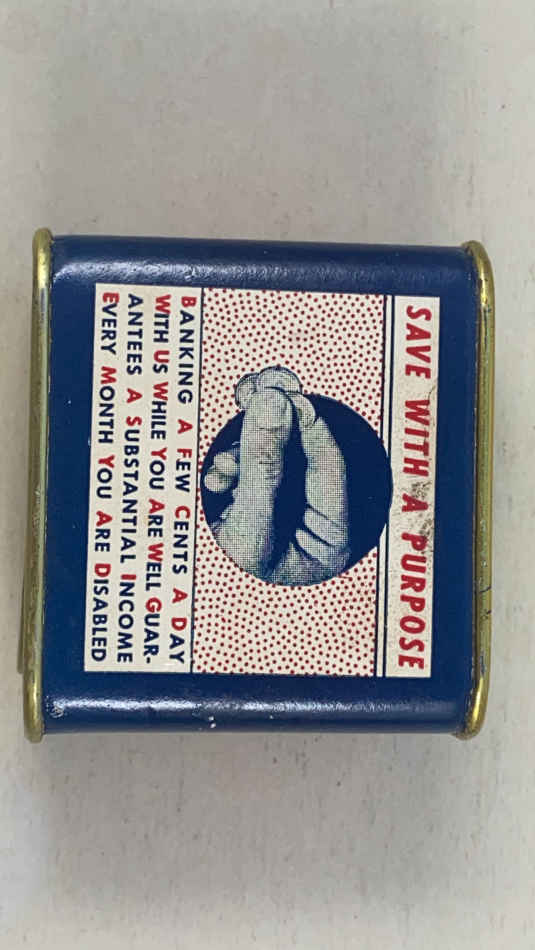 SAVE WITH A PURPOSE
BANKING A FEW CENTS A DAY
WITH US WHILE YOU ARE WELL GUAR-
ANTEES A SUBSTANTIAL INCOME
EVERY MONTH YOU ARE DISABLED